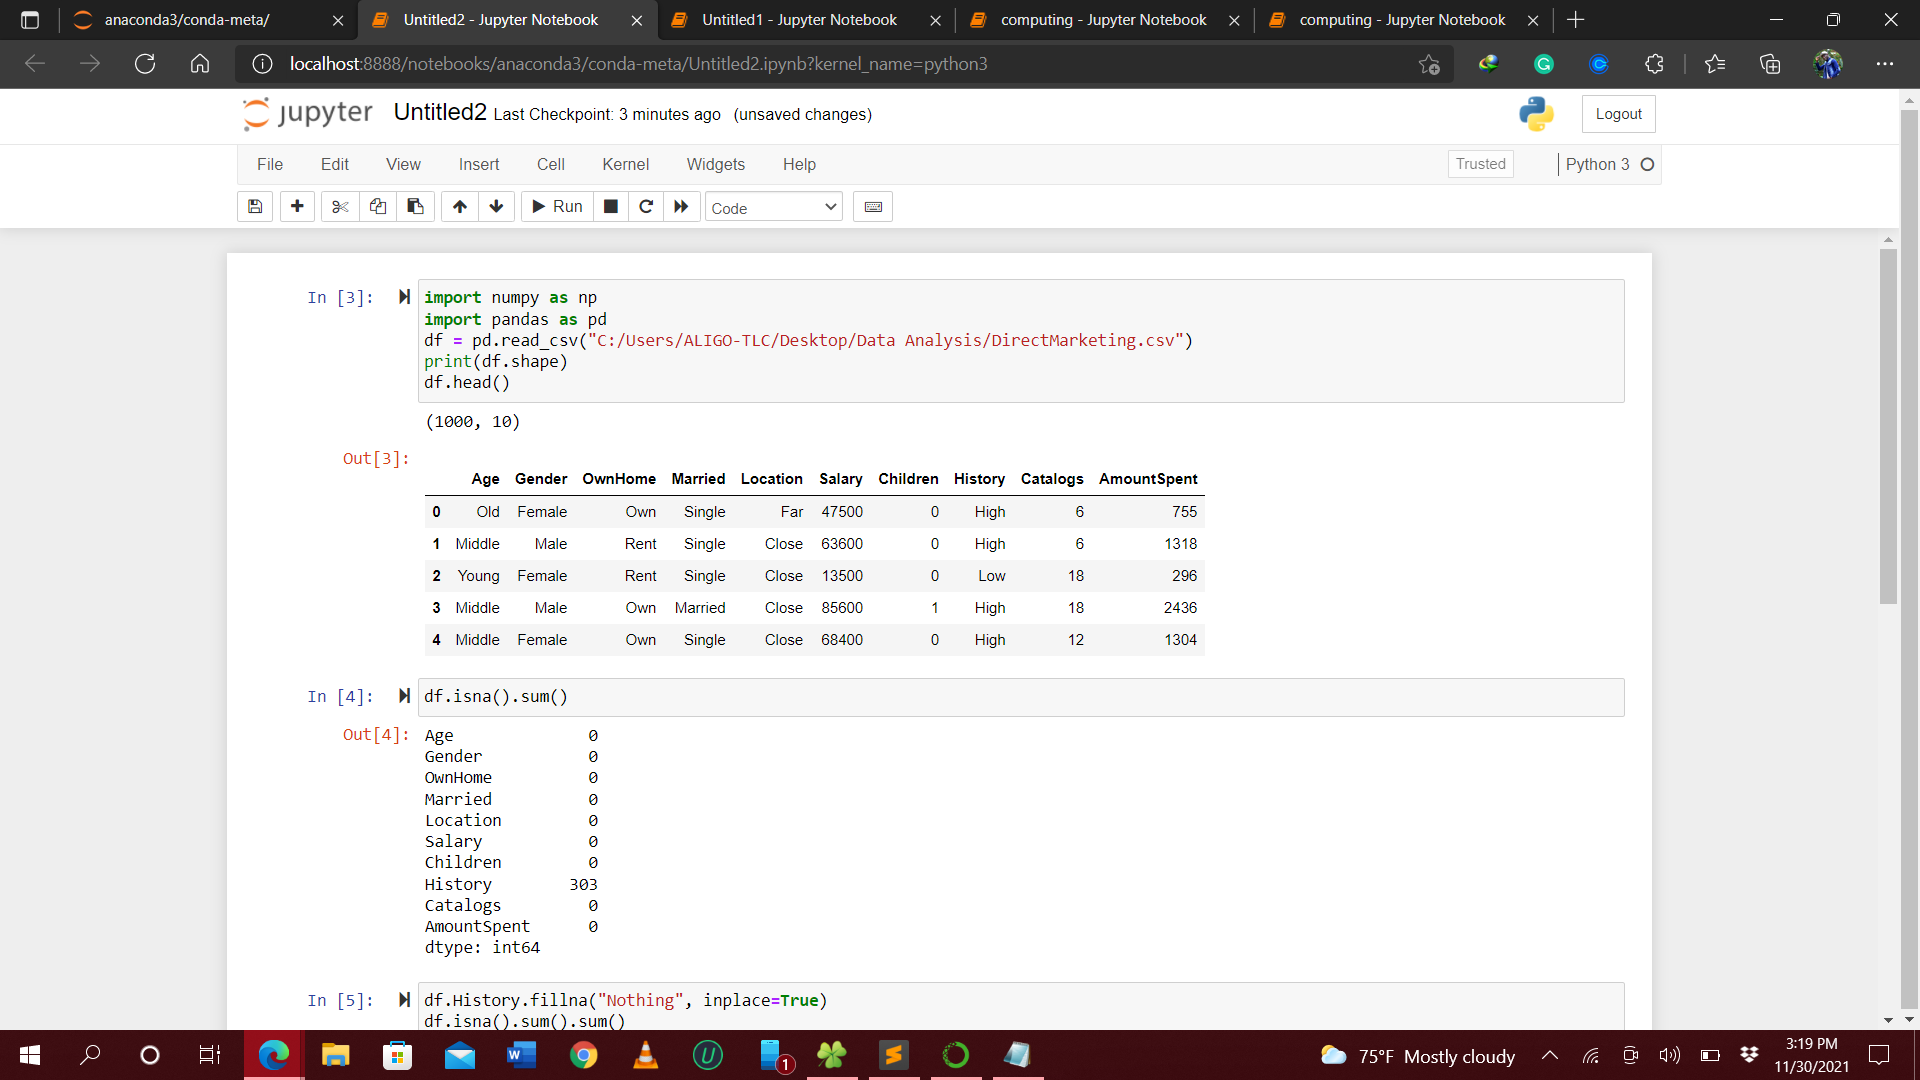 anaconda3/conda-meta/
Untitled2 - Jupyter Notebook
Untitled1 - Jupyter Notebook
computing - Jupyter Notebook
computing - Jupyter Notebook
localhost:8888/notebooks/anaconda3/conda-meta/Untitled2.ipynb?kernel_name=python3
jupyter Untitled2 Last Checkpoint: 3 minutes ago (unsaved changes)
Logout
File Edit View Insert Cell Kernel Widgets Help
Trusted
Python 3
Run
Code
In [3]:
import numpy as np
import pandas as pd
df = pd.read_csv("C:/Users/ALIGO-TLC/Desktop/Data Analysis/DirectMarketing.csv")
print(df.shape)
df.head()
(1000, 10)
Out[3]:
Age Gender OwnHome Married Location Salary Children History Catalogs AmountSpent
0 Old Female Own Single Far 47500 0 High 6 755
1 Middle Male Rent Single Close 63600 0 High 6 1318
2 Young Female Rent Single Close 13500 0 Low 18 296
3 Middle Male Own Married Close 85600 1 High 18 2436
4 Middle Female Own Single Close 68400 0 High 12 1304
In [4]:
df.isna().sum()
Out[4]:
Age 0
Gender 0
OwnHome 0
Married 0
Location 0
Salary 0
Children 0
History 303
Catalogs 0
AmountSpent 0
dtype: int64
In [5]:
df.History.fillna("Nothing", inplace=True)
df.isna().sum().sum()
1
75°F Mostly cloudy
3:19 PM
11/30/2021